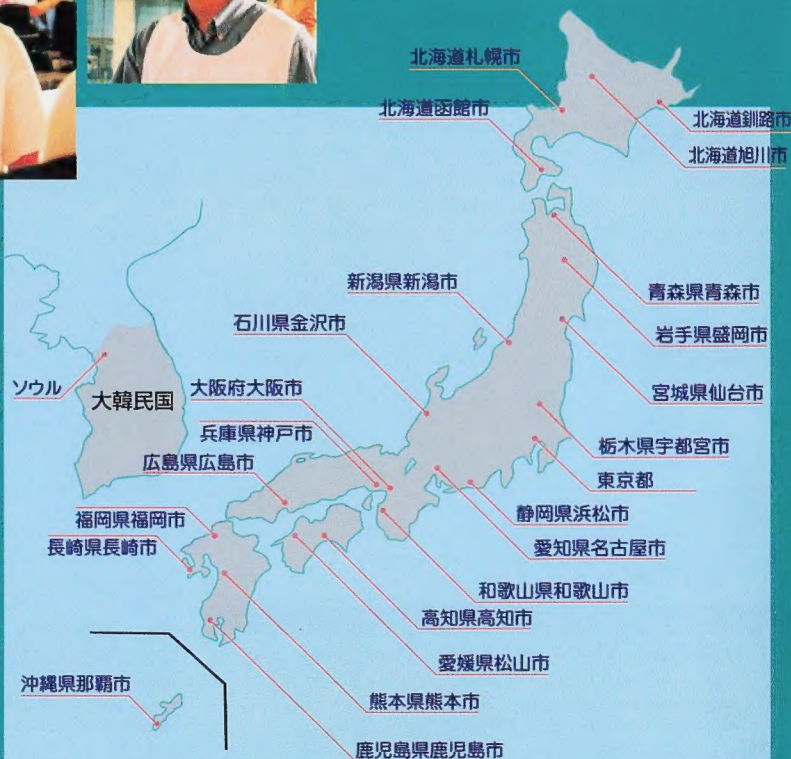 北海道札幌市
北海道函館市
北海道釧路市
北海道旭川市
新潟県新潟市
青森県青森市
石川県金沢市
岩手県盛岡市
ソウル
大韓民国
大阪府大阪市
宮城県仙台市
兵庫県神戸市
栃木県宇都宮市
広島県広島市
東京都
福岡県福岡市
静岡県浜松市
長崎県長崎市
愛知県名古屋市
和歌山県和歌山市
高知県高知市
愛媛県松山市
沖縄県那覇市
熊本県熊本市
鹿児島県鹿児島市